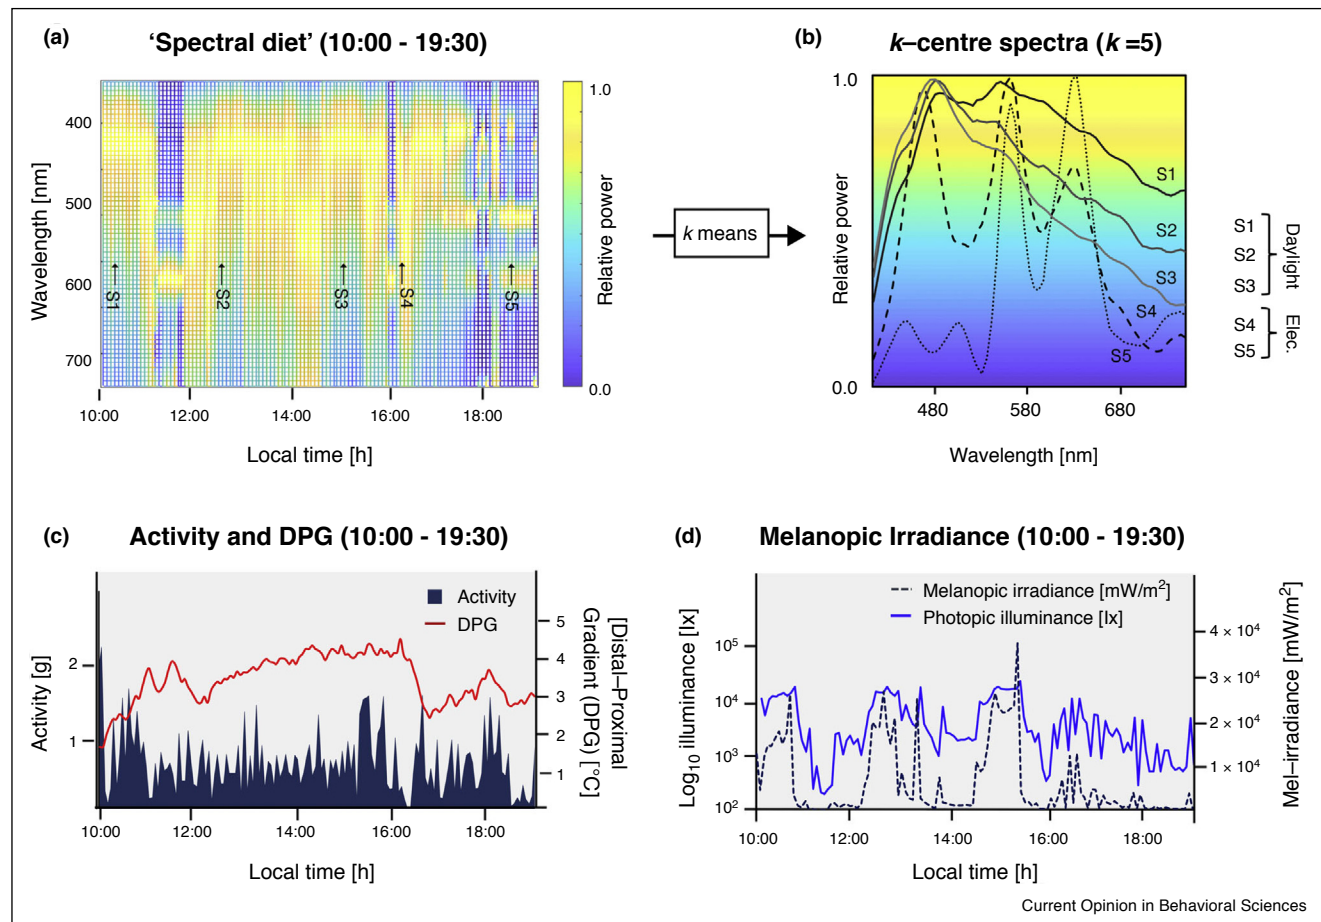 (a)
‘Spectral diet’ (10:00 - 19:30)
Wavelength [nm]
400
500
600
700
←S1
←S2
←S3
←S4
←S5
10:00
12:00
14:00
16:00
18:00
Local time [h]
1.0
0.0
Relative power
k means
(b)
k–centre spectra (k =5)
Relative power
1.0
0.0
S1
S2
S3
S4
S5
480
580
680
Wavelength [nm]
S1
S2
S3
Daylight
S4
S5
Elec.
(c)
Activity and DPG (10:00 - 19:30)
Activity [g]
2
1
Activity
DPG
5
4
3
2
1
[Distal–Proximal
Gradient (DPG) [°C]
10:00
12:00
14:00
16:00
18:00
Local time [h]
(d)
Melanopic Irradiance (10:00 - 19:30)
Log10 illuminance [lx]
10⁵
10⁴
10³
10²
Melanopic irradiance [mW/m²]
Photopic illuminance [lx]
4 × 10⁴
3 × 10⁴
2 × 10⁴
1 × 10⁴
Mel–irradiance [mW/m²]
10:00
12:00
14:00
16:00
18:00
Local time [h]
Current Opinion in Behavioral Sciences